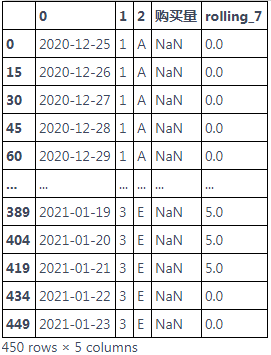 0 1 2 购买量 rolling_7
0 2020-12-25 1 A NaN 0.0
15 2020-12-26 1 A NaN 0.0
30 2020-12-27 1 A NaN 0.0
45 2020-12-28 1 A NaN 0.0
60 2020-12-29 1 A NaN 0.0
... ... ... ... ... ...
389 2021-01-19 3 E NaN 5.0
404 2021-01-20 3 E NaN 5.0
419 2021-01-21 3 E NaN 5.0
434 2021-01-22 3 E NaN 0.0
449 2021-01-23 3 E NaN 0.0
450 rows × 5 columns